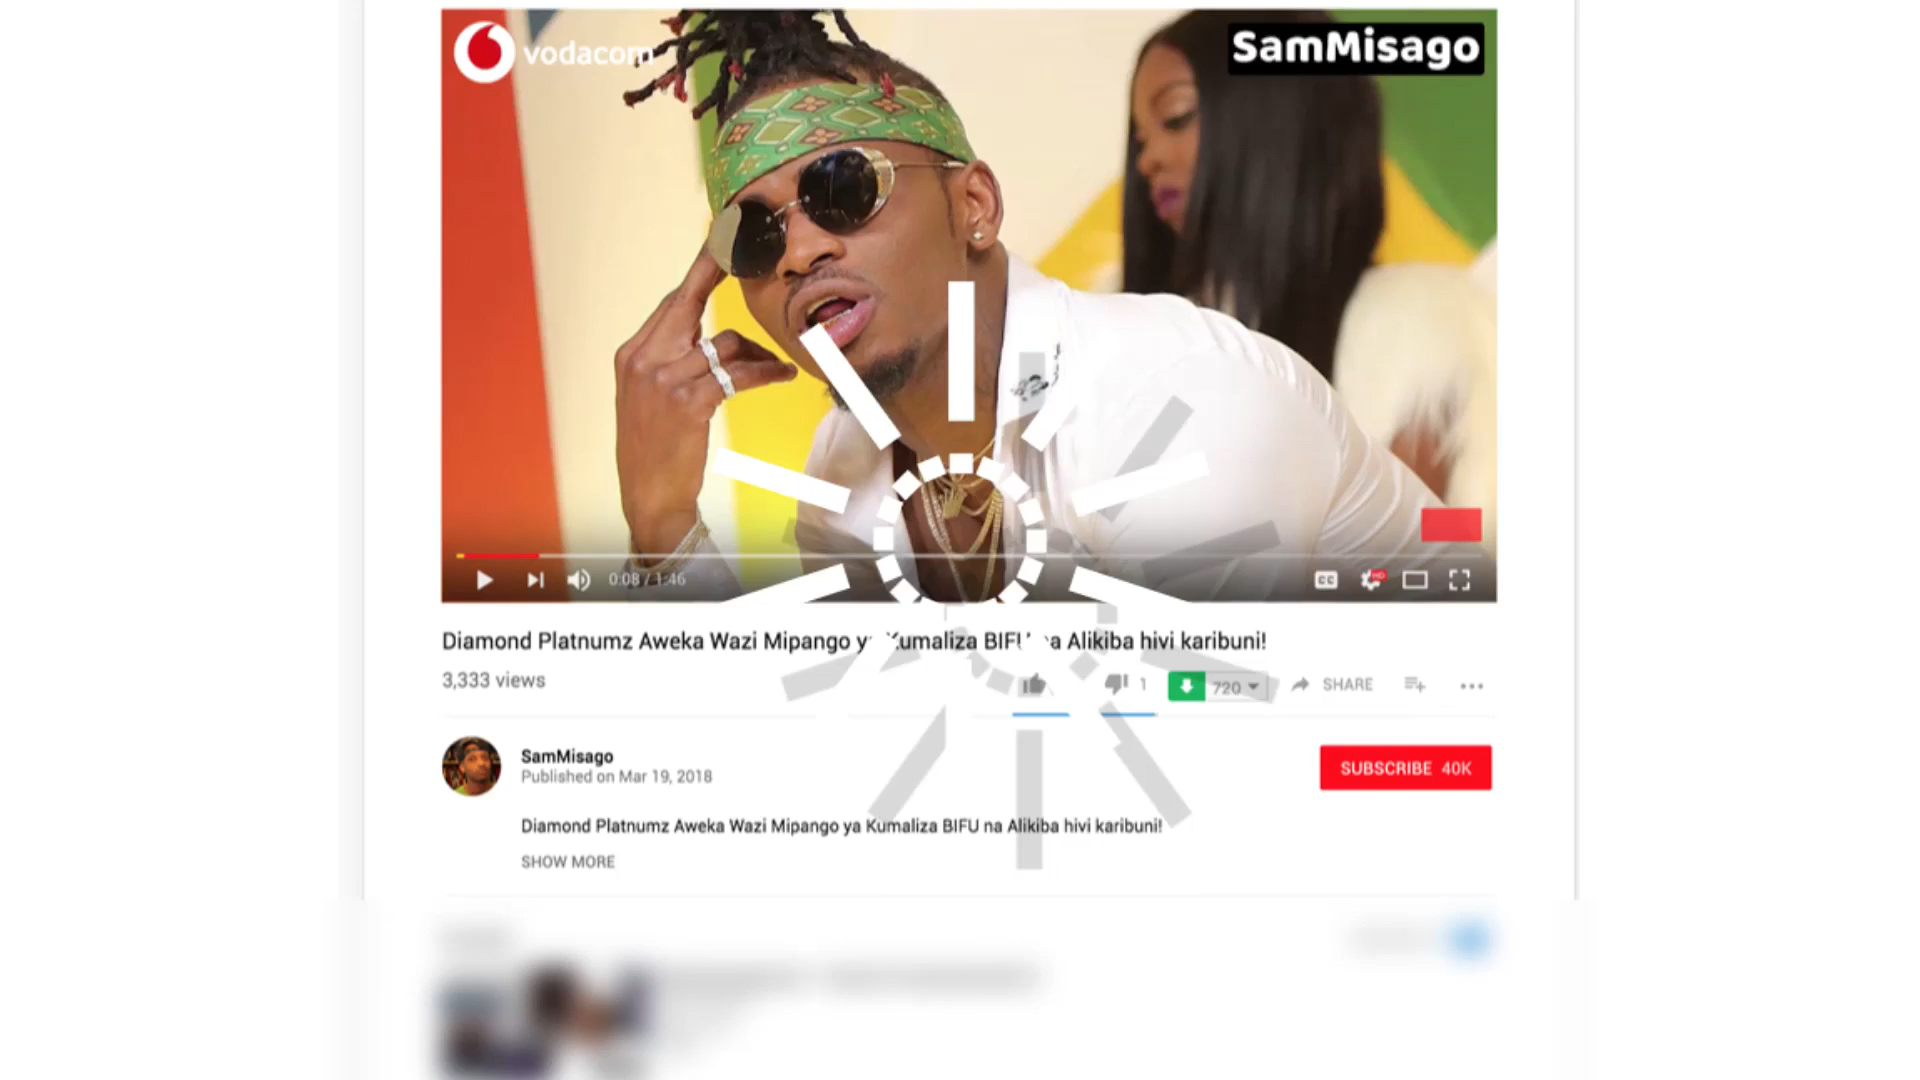 vodacom
SamMisago
0:08 / 1:46
CC
HD
Diamond Platnumz Aweka Wazi Mipango ya Kumaliza BIFU na Alikiba hivi karibuni!
3,333 views
1
720
SHARE
SamMisago
Published on Mar 19, 2018
SUBSCRIBE 40K
Diamond Platnumz Aweka Wazi Mipango ya Kumaliza BIFU na Alikiba hivi karibuni!
SHOW MORE